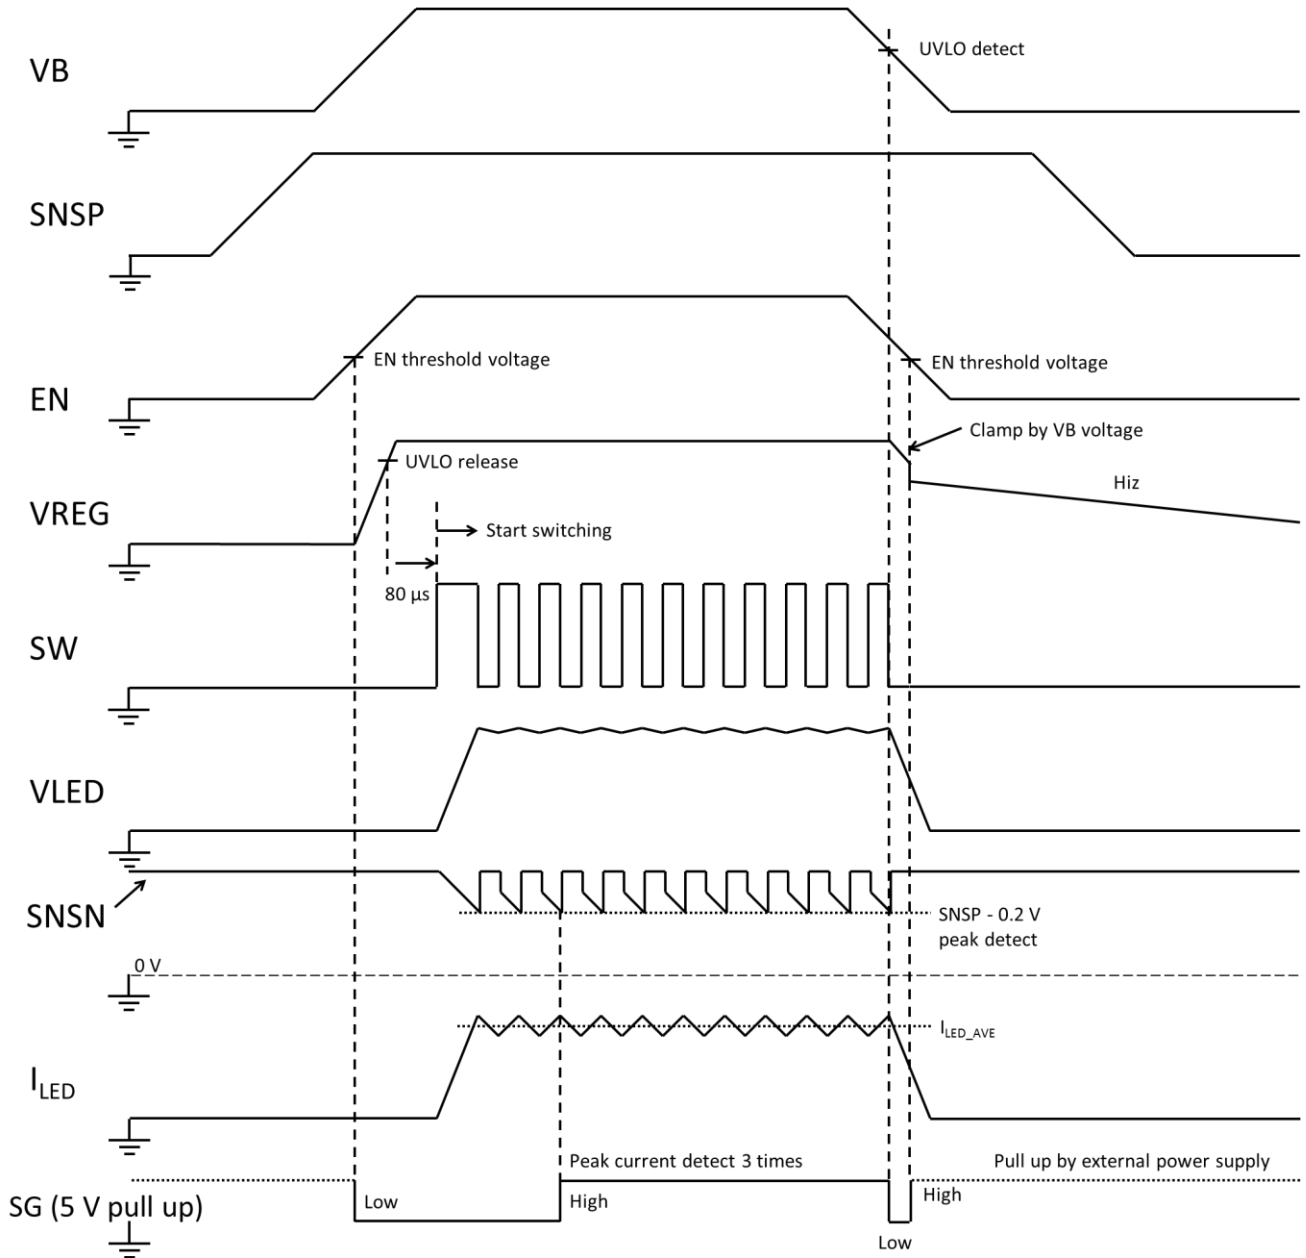 UVLO detect
VB
SNSP
EN threshold voltage
EN threshold voltage
EN
Clamp by VB voltage
UVLO release
Hiz
VREG
Start switching
80 µs
SW
VLED
SNSN
SNSP - 0.2 V
peak detect
0 V
I_LED_AVE
I_LED
Peak current detect 3 times
Pull up by external power supply
Low
High
High
SG (5 V pull up)
Low